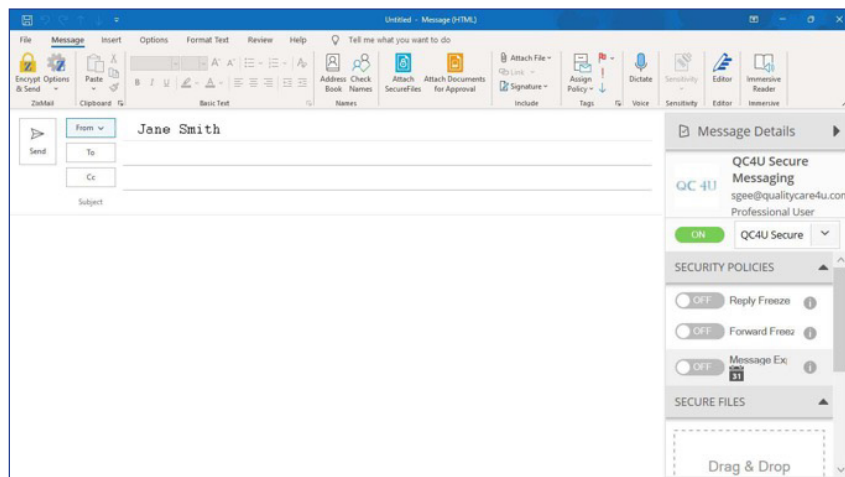 Untitled - Message (HTML)
File Message Insert Options Format Text Review Help Tell me what you want to do
Encrypt & Send
Options
Paste
B I U
Address Book
Check Names
Attach SecureFiles
Attach Documents for Approval
Attach File
Link
Signature
Assign Policy
Dictate
Sensitivity
Editor
Immersive Reader
ZixMail Clipboard Basic Text Names Include Tags Voice Sensitivity Editor Immersive
Send
From
Jane Smith
To
Cc
Subject
Message Details
QC 4U
QC4U Secure
Messaging
sgee@qualitycare4u.com
Professional User
ON QC4U Secure
SECURITY POLICIES
OFF Reply Freeze
OFF Forward Freez
OFF Message Ex
31
SECURE FILES
Drag & Drop